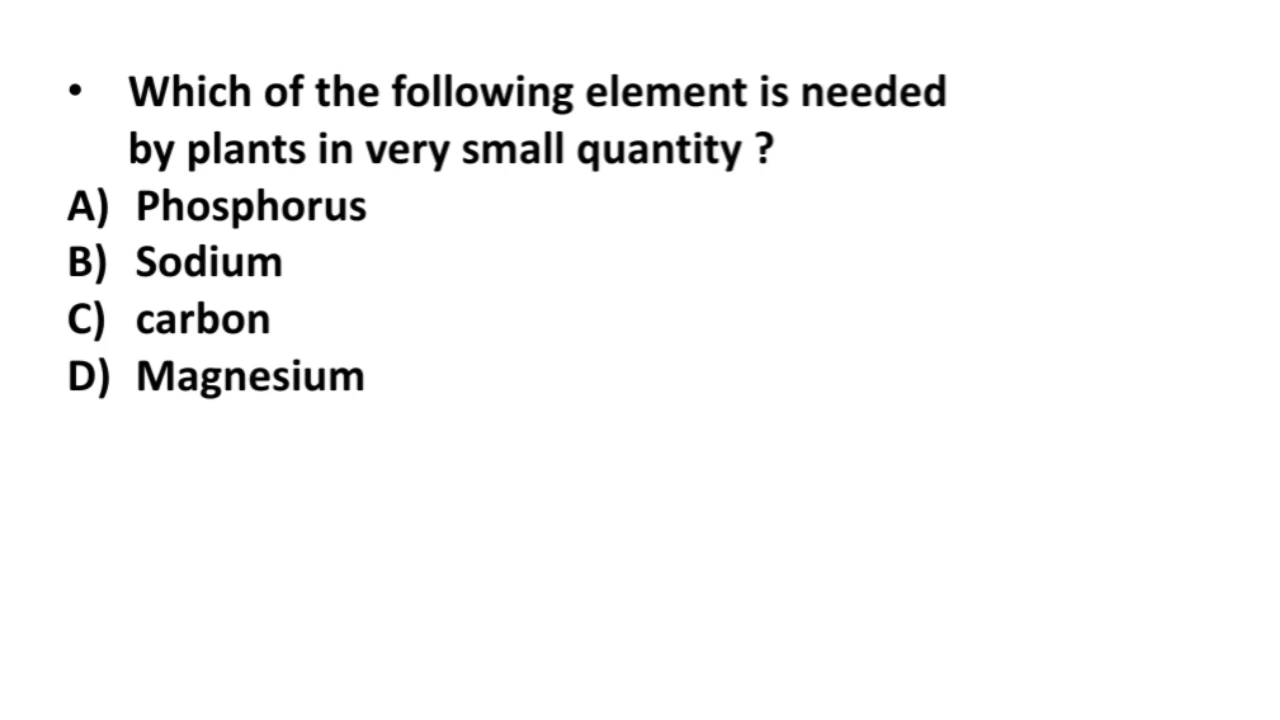 • Which of the following element is needed
by plants in very small quantity ?
A) Phosphorus
B) Sodium
C) carbon
D) Magnesium